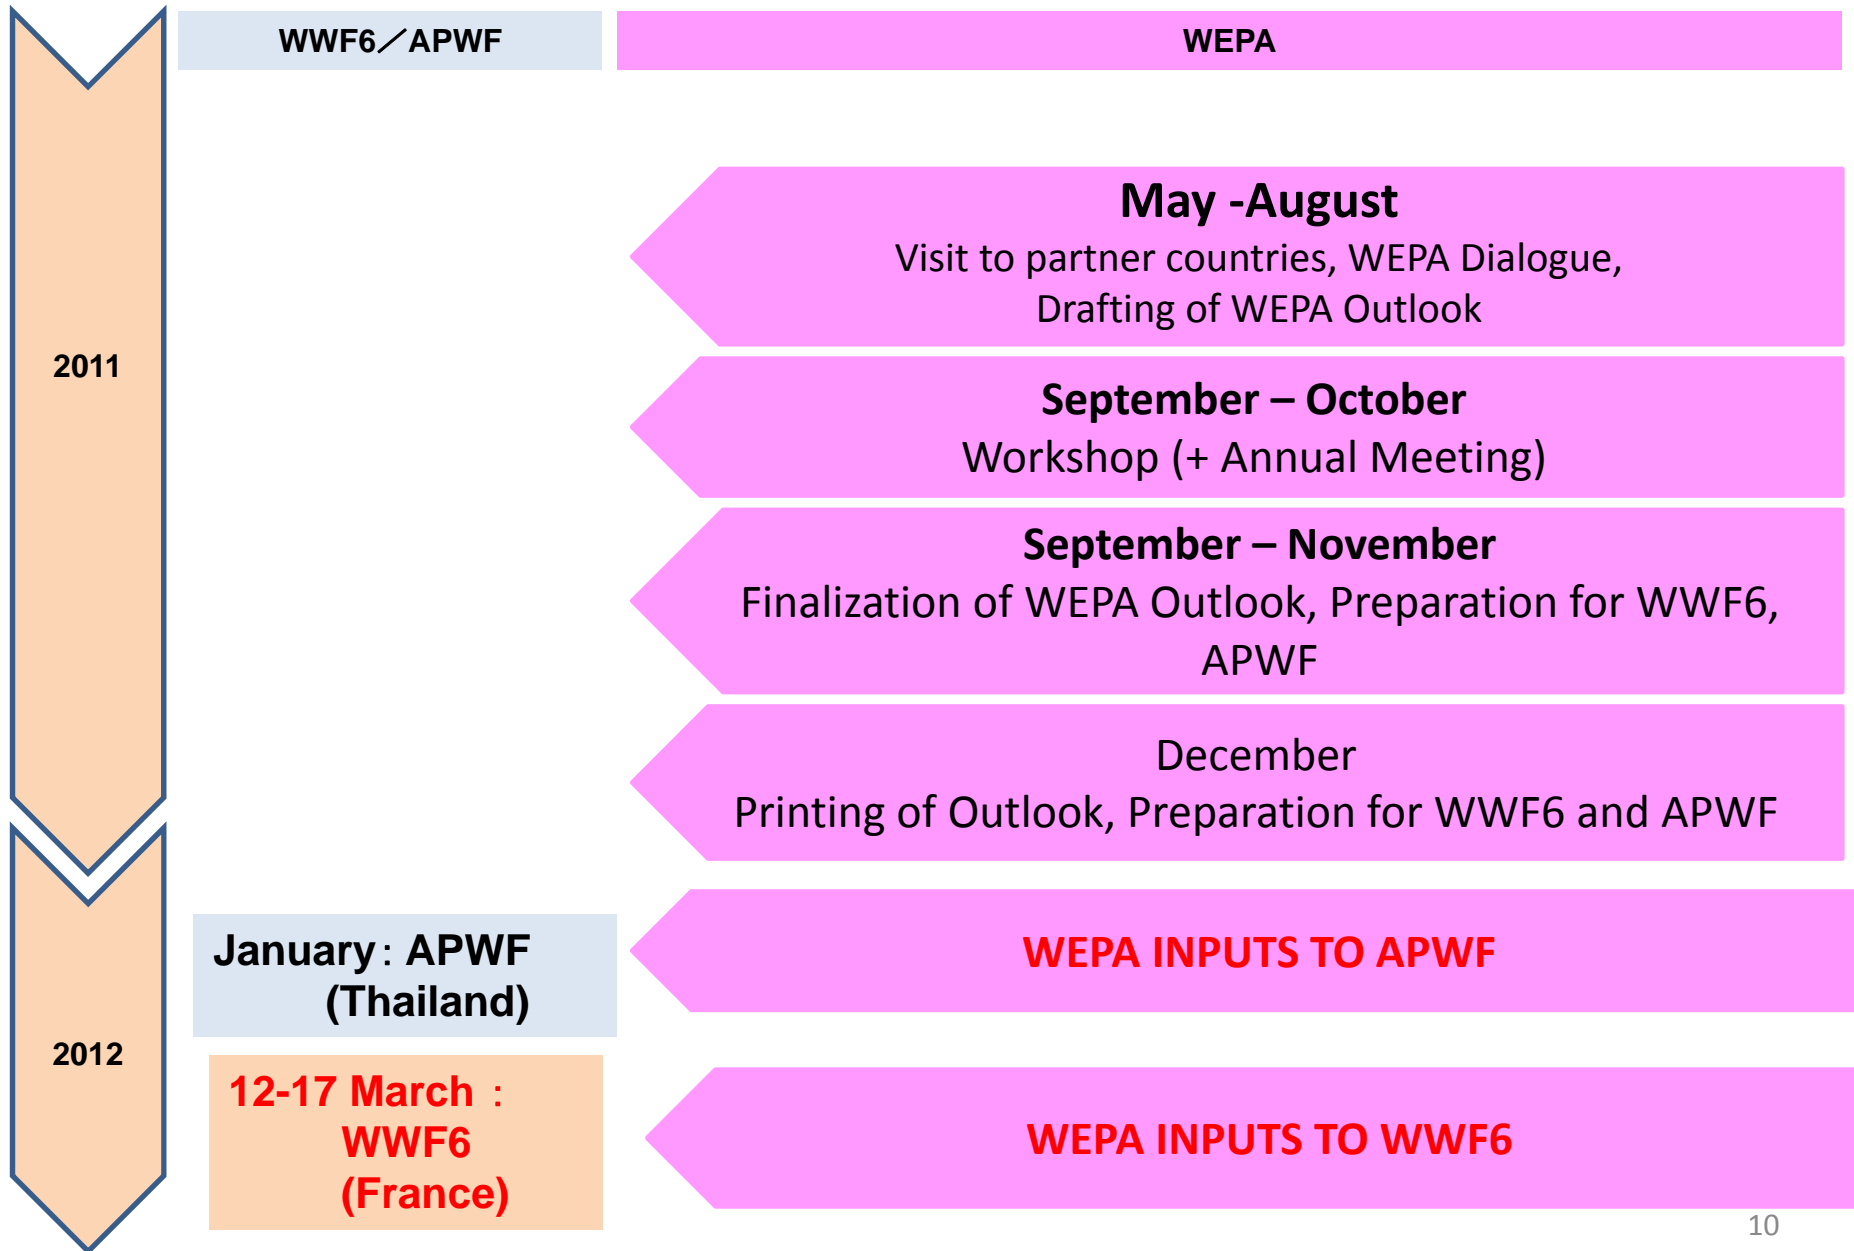 WWF6／APWF
WEPA
2011
May -August
Visit to partner countries, WEPA Dialogue,
Drafting of WEPA Outlook
September – October
Workshop (+ Annual Meeting)
September – November
Finalization of WEPA Outlook, Preparation for WWF6,
APWF
December
Printing of Outlook, Preparation for WWF6 and APWF
2012
January： APWF
(Thailand)
WEPA INPUTS TO APWF
12-17 March ：
WWF6
(France)
WEPA INPUTS TO WWF6
10